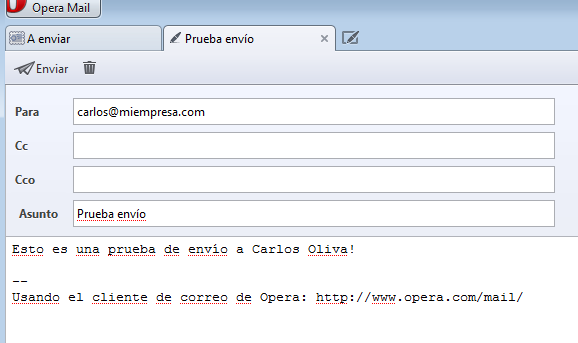 Opera Mail
A enviar
Prueba envío
Enviar
Para carlos@miempresa.com
Cc
Cco
Asunto Prueba envío
Esto es una prueba de envío a Carlos Oliva!
--
Usando el cliente de correo de Opera: http://www.opera.com/mail/